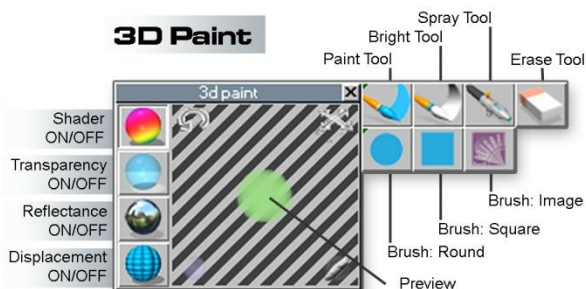 3D Paint
Spray Tool
Bright Tool
Paint Tool
Erase Tool
3d paint
Shader
ON/OFF
Transparency
ON/OFF
Reflectance
ON/OFF
Displacement
ON/OFF
Brush: Image
Brush: Square
Brush: Round
Preview